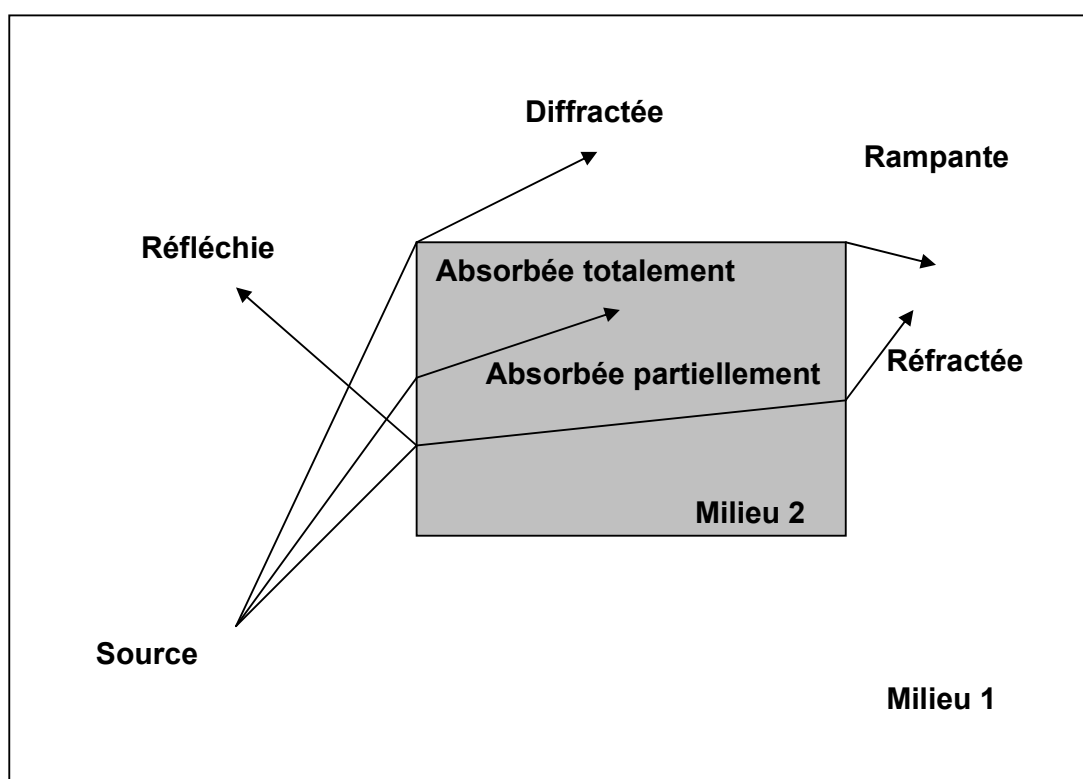 Diffractée
Rampante
Réfléchie
Absorbée totalement
Absorbée partiellement
Réfractée
Milieu 2
Source
Milieu 1